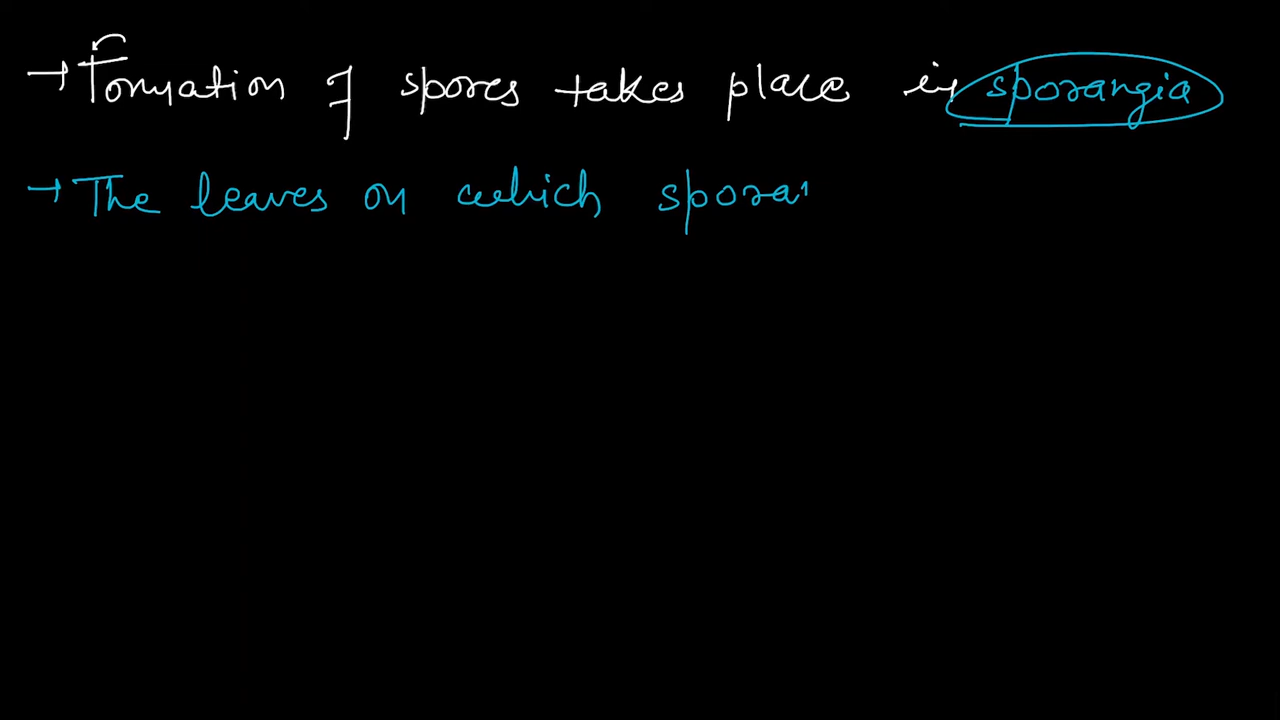 → Formation of spores takes place in sporangia
→ The leaves on which spora